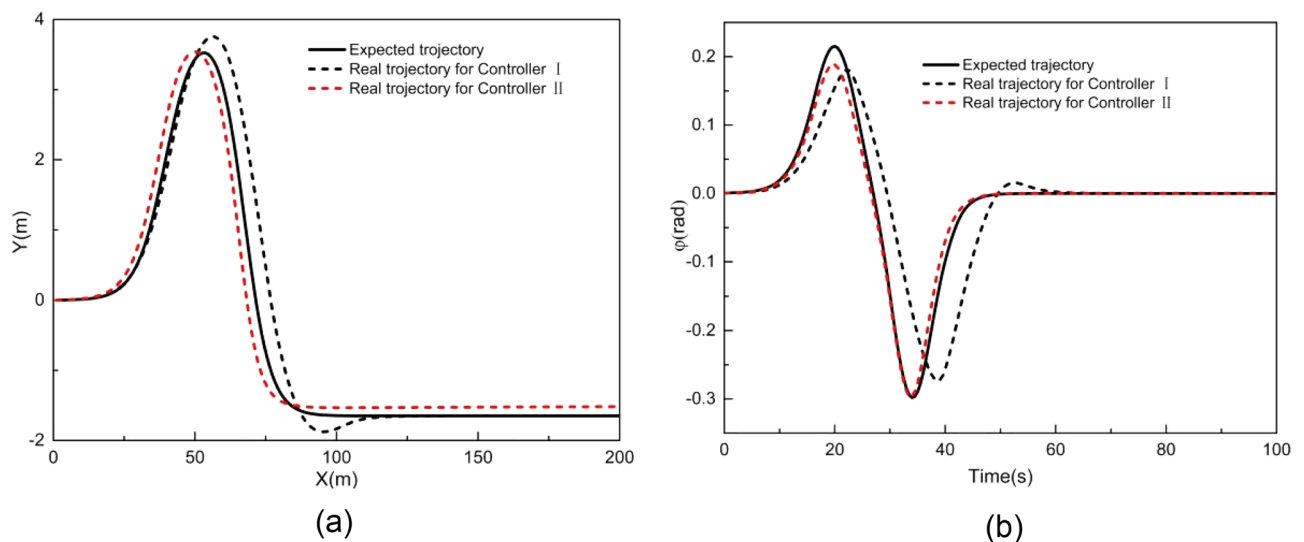 4
2
0
-2
Y(m)
Expected trojectory
Real trajectory for Controller Ⅰ
Real trajectory for Controller Ⅱ
0
50
100
150
200
X(m)
(a)
0.2
0.1
0.0
-0.1
-0.2
-0.3
φ(rad)
Expected trajectory
Real trajectory for Controller Ⅰ
Real trajectory for Controller Ⅱ
0
20
40
60
80
100
Time(s)
(b)